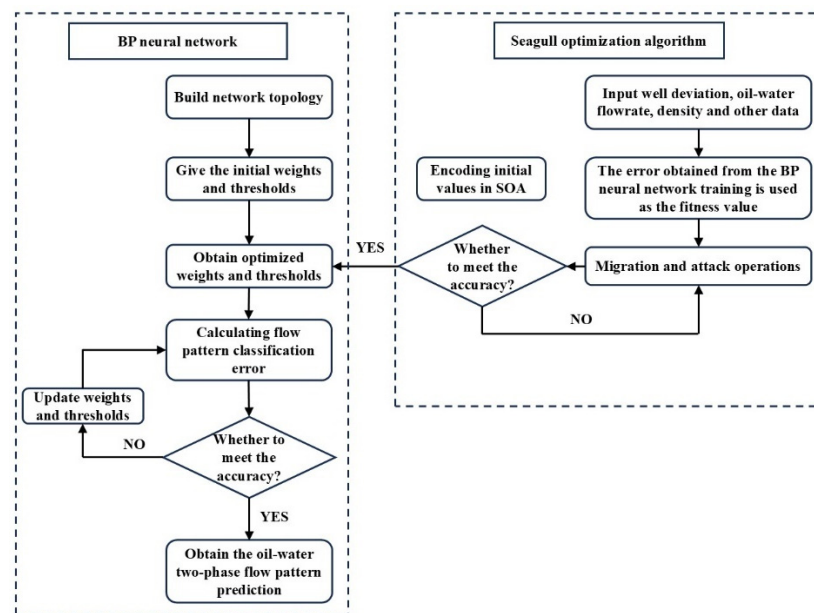 BP neural network
Build network topology
Give the initial weights
and thresholds
Obtain optimized
weights and thresholds
Calculating flow
pattern classification
error
Update weights
and thresholds
NO
Whether to
meet the
accuracy?
YES
Obtain the oil-water
two-phase flow pattern
prediction
YES
Seagull optimization algorithm
Input well deviation, oil-water
flowrate, density and other data
Encoding initial
values in SOA
The error obtained from the BP
neural network training is used
as the fitness value
Whether
to meet the
accuracy?
Migration and attack operations
NO